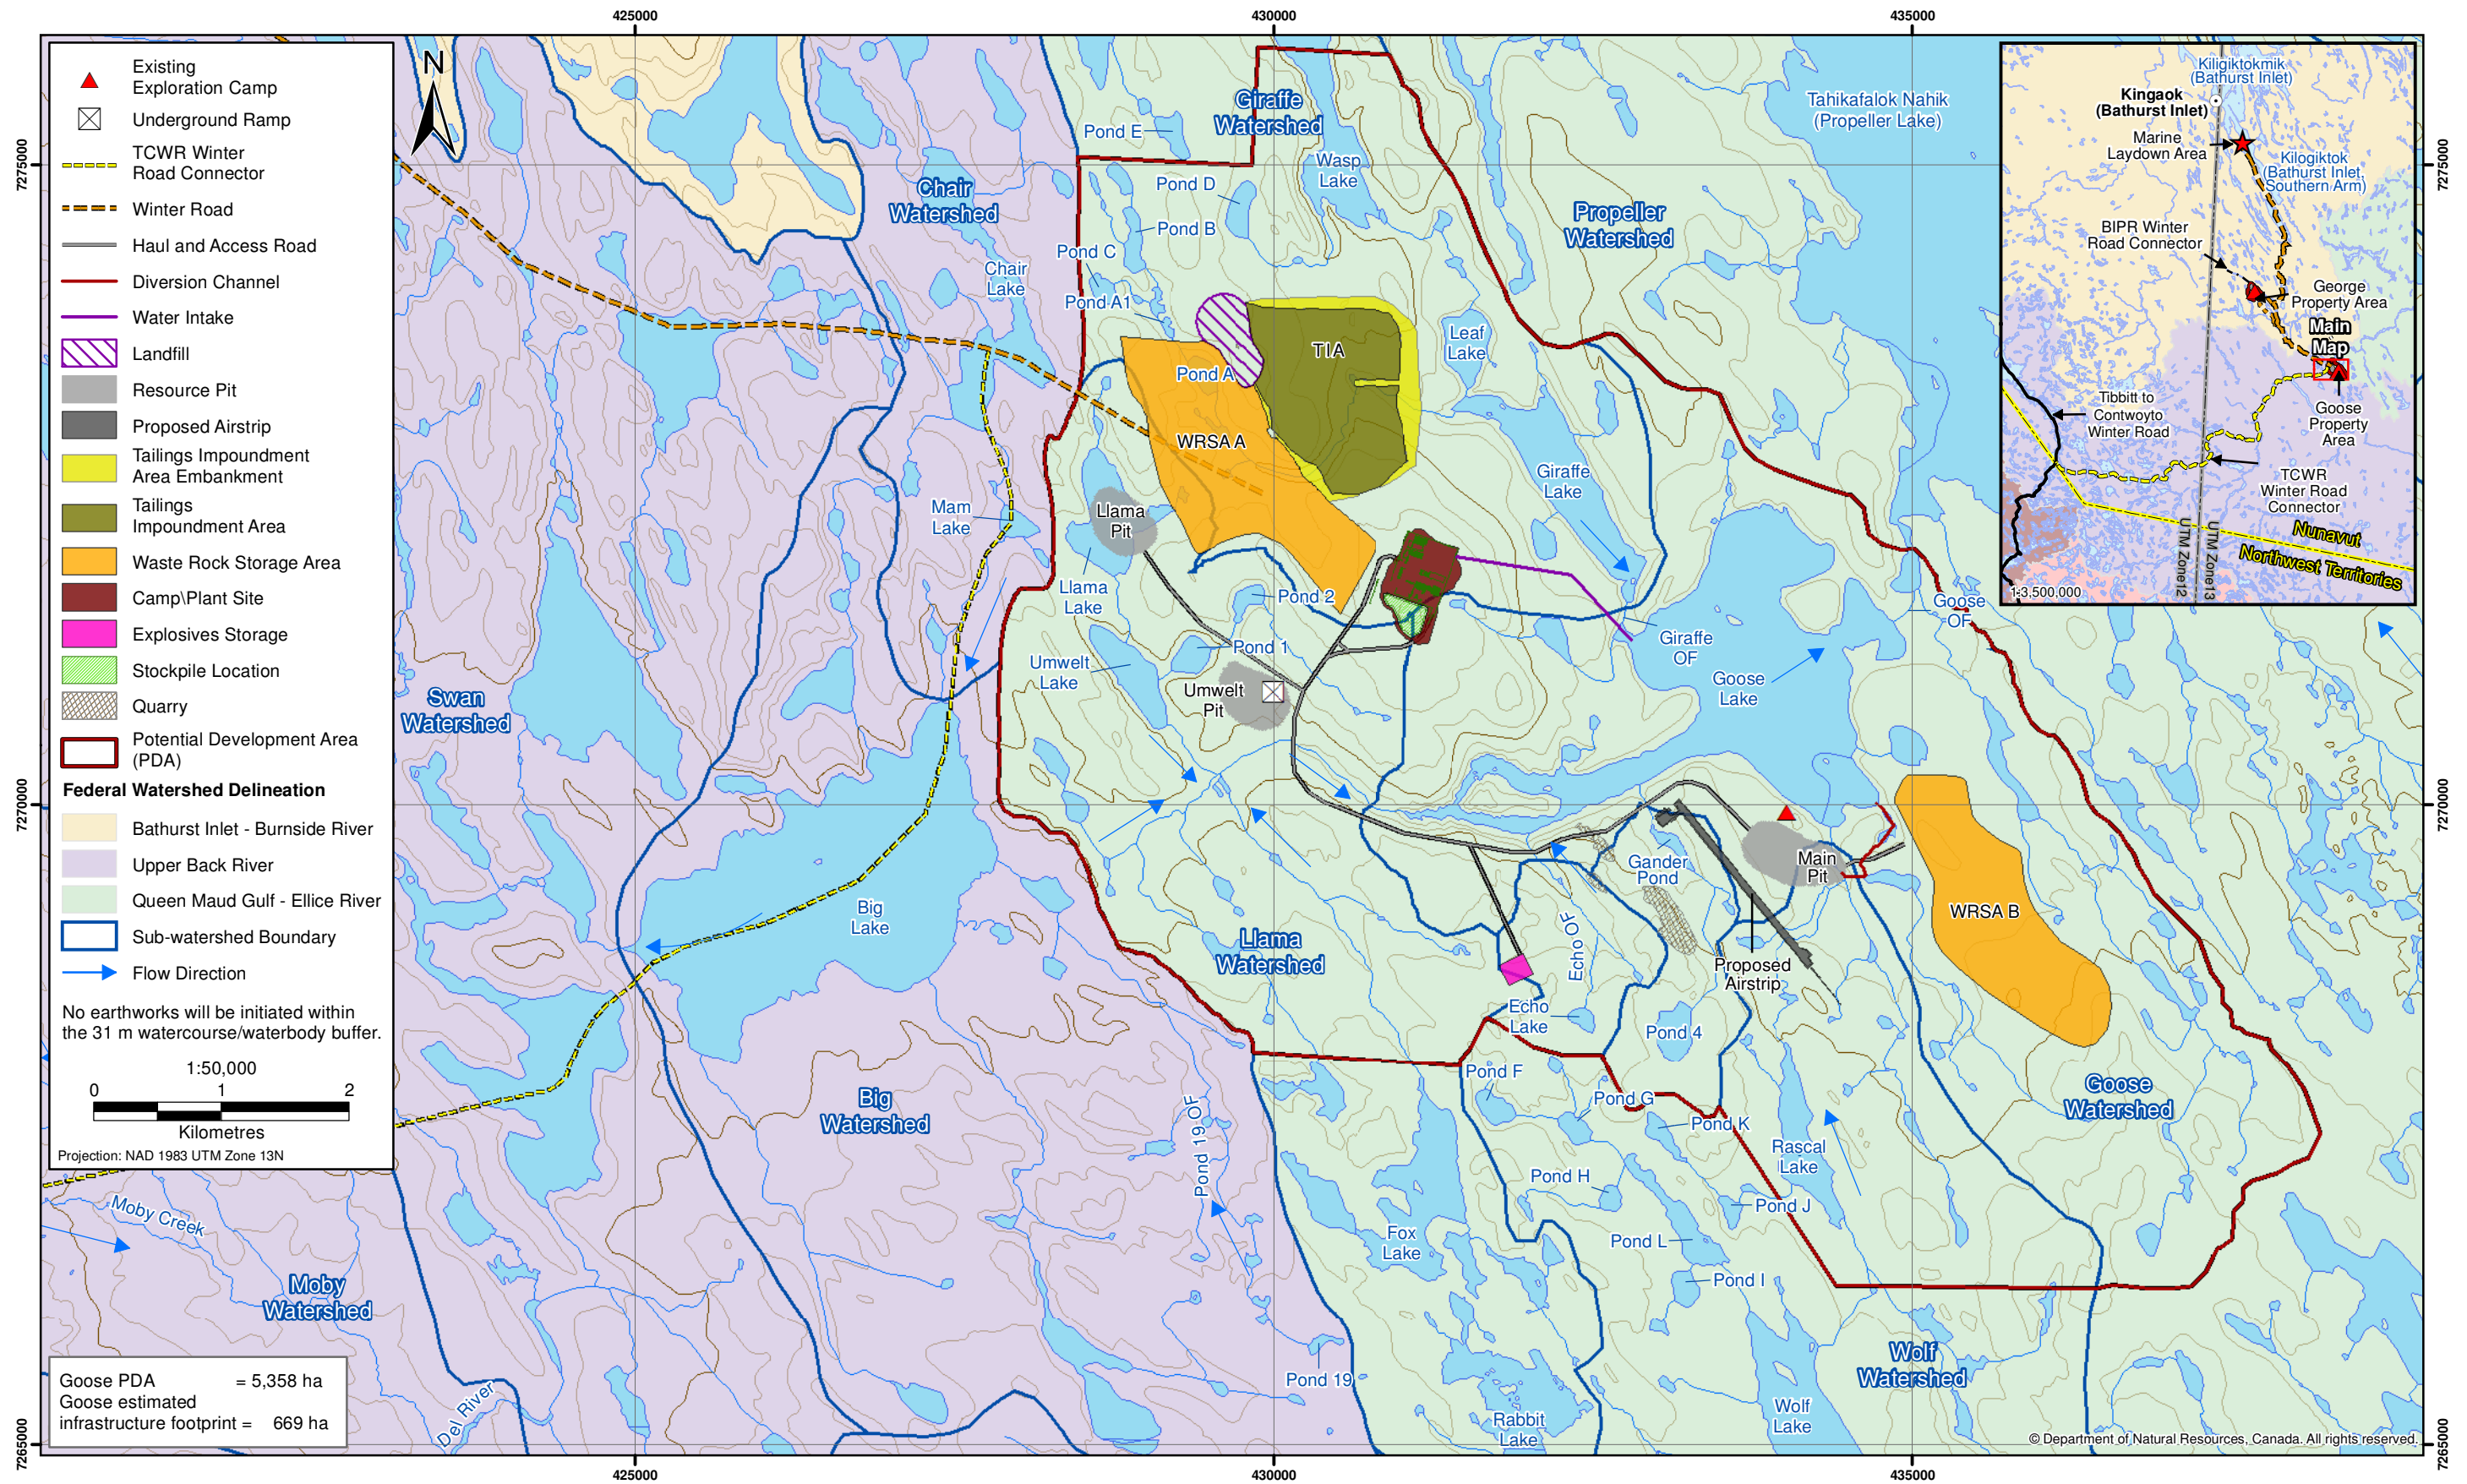 425000
430000
435000
7275000
7270000
7265000
7275000
7270000
7265000
425000
430000
435000
N
Existing
Exploration Camp
Underground Ramp
TCWR Winter
Road Connector
Winter Road
Haul and Access Road
Diversion Channel
Water Intake
Landfill
Resource Pit
Proposed Airstrip
Tailings Impoundment
Area Embankment
Tailings
Impoundment Area
Waste Rock Storage Area
Camp\Plant Site
Explosives Storage
Stockpile Location
Quarry
Potential Development Area
(PDA)
Federal Watershed Delineation
Bathurst Inlet - Burnside River
Upper Back River
Queen Maud Gulf - Ellice River
Sub-watershed Boundary
Flow Direction
No earthworks will be initiated within
the 31 m watercourse/waterbody buffer.
1:50,000
0 1 2
Kilometres
Projection: NAD 1983 UTM Zone 13N
Goose PDA = 5,358 ha
Goose estimated
infrastructure footprint = 669 ha
Chair
Watershed
Giraffe
Watershed
Propeller
Watershed
Swan
Watershed
Big
Watershed
Moby
Watershed
Llama
Watershed
Goose
Watershed
Wolf
Watershed
Tahikafalok Nahik
(Propeller Lake)
Pond E
Pond D
Pond B
Pond C
Pond A1
Pond A
Wasp
Lake
Chair
Lake
Leaf
Lake
TIA
WRSA A
Giraffe
Lake
Mam
Lake
Llama
Pit
Llama
Lake
Pond 2
Pond 1
Umwelt
Lake
Umwelt
Pit
Giraffe
OF
Goose
OF
Goose
Lake
Gander
Pond
Main
Pit
WRSA B
Big
Lake
Echo OF
Proposed
Airstrip
Echo
Lake
Pond 4
Pond F
Pond G
Pond K
Pond H
Pond J
Pond L
Pond I
Rascal
Lake
Fox
Lake
Pond 19 OF
Pond 19
Rabbit
Lake
Wolf
Lake
Moby Creek
Del River
Kiligiktokmik
(Bathurst Inlet)
Kingaok
(Bathurst Inlet)
Marine
Laydown Area
Kilogiktok
(Bathurst Inlet,
Southern Arm)
BIPR Winter
Road Connector
George
Property Area
Main
Map
Tibbitt to
Contwoyto
Winter Road
Goose
Property
Area
TCWR
Winter Road
Connector
Nunavut
Northwest Territories
UTM Zone12
UTM Zone13
1:3,500,000
© Department of Natural Resources, Canada. All rights reserved.